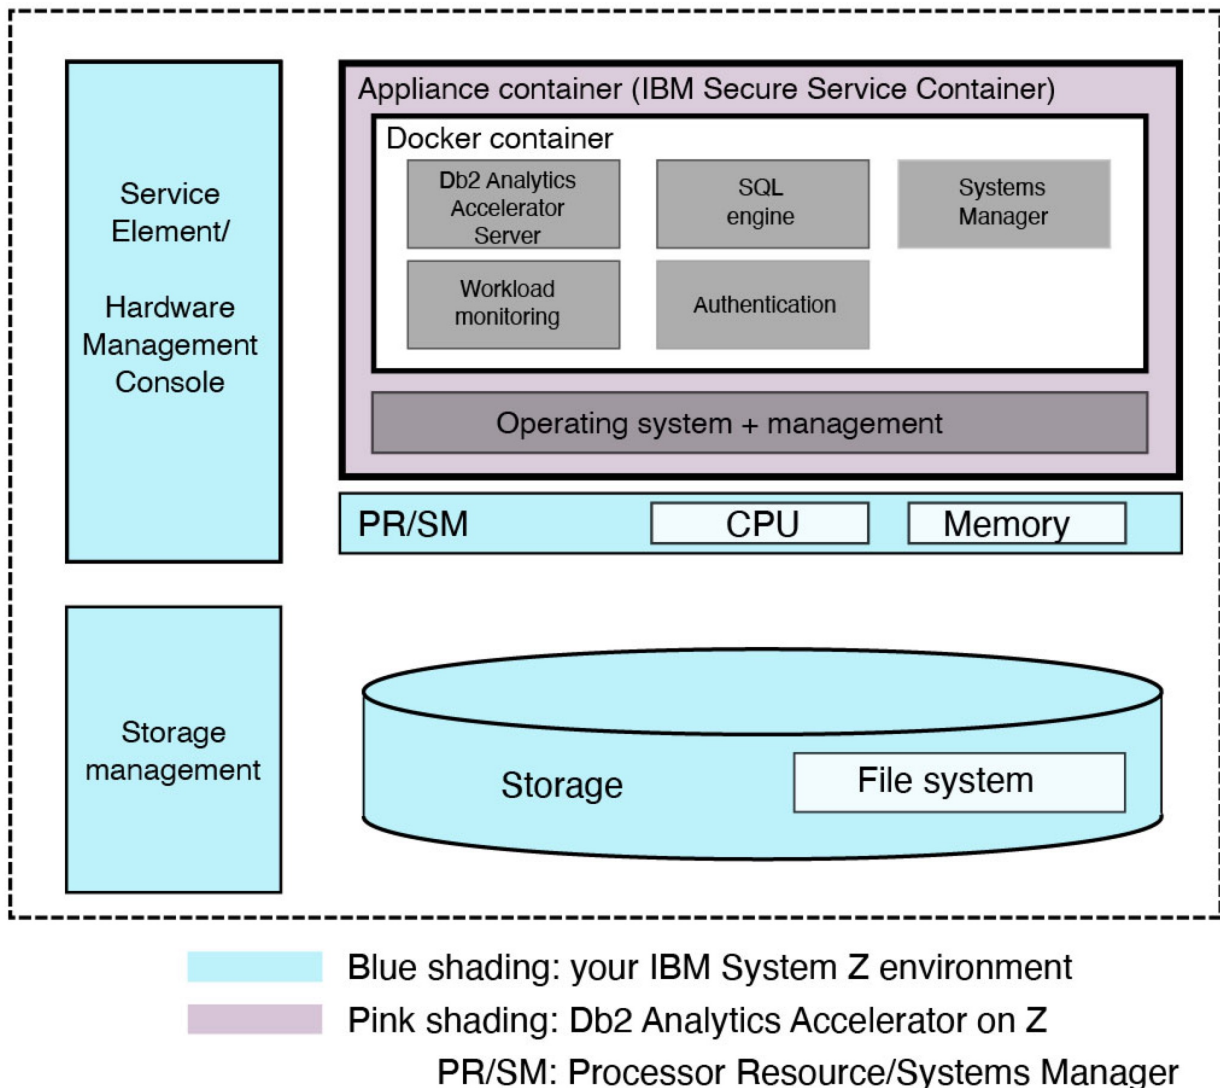 Service
Element/
Hardware
Management
Console
Appliance container (IBM Secure Service Container)
Docker container
Db2 Analytics
Accelerator
Server
SQL
engine
Systems
Manager
Workload
monitoring
Authentication
Operating system + management
PR/SM
CPU
Memory
Storage
management
Storage
File system
Blue shading: your IBM System Z environment
Pink shading: Db2 Analytics Accelerator on Z
PR/SM: Processor Resource/Systems Manager